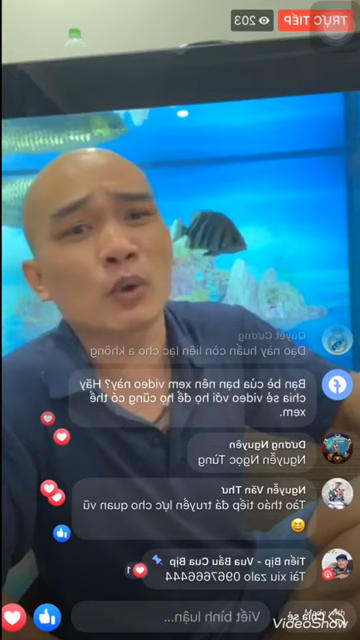 TRỰC TIẾP
203
Quyết Cường
Dạo này huấn còn liên lạc cho a không
Bạn bè của bạn nên xem video này? Hãy
chia sẻ video với họ để họ cũng có thể
xem.
Dương Nguyên
Nguyễn Ngọc Tùng
Nguyễn Văn Thư
Tào tháo tiếp đã truyền lực cho quan vũ
Tiến Bịp - Vua Bầu Cua Bịp
Tài xỉu zalo 0967666444
1
Viết bình luận...
VideoShow